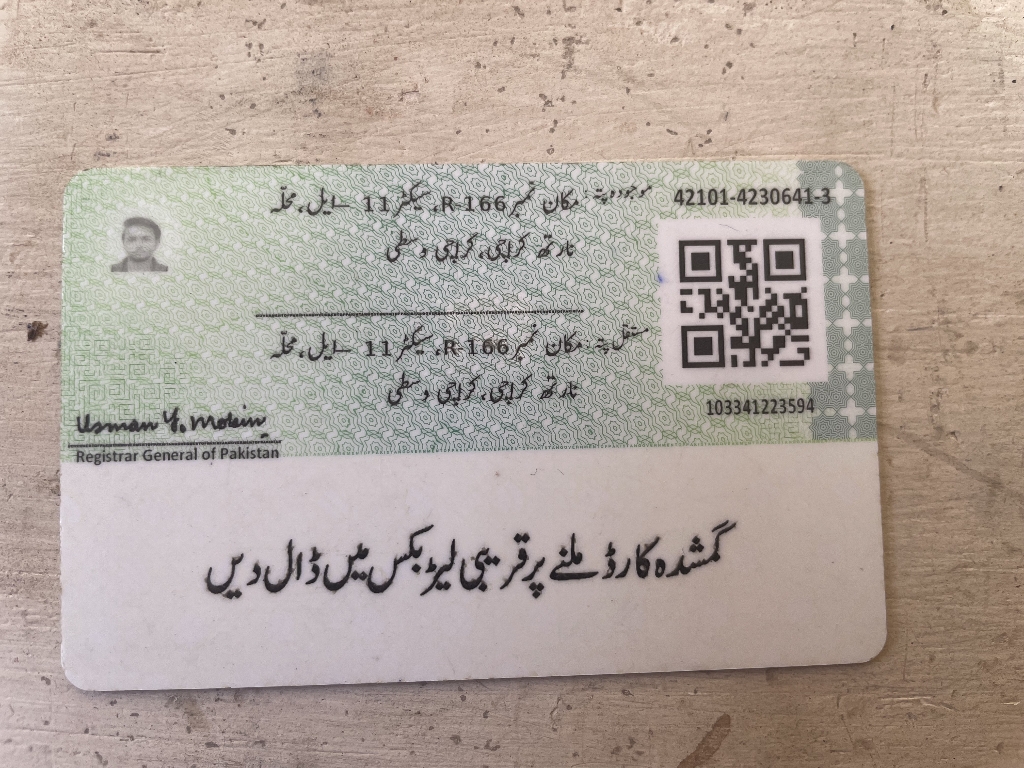 42101-4230641-3
موجودہ پتہ: مکان نمبر R-166، سیکٹر 11 ایل، محلہ
نارتھ کراچی، کراچی وسطی
مستقل پتہ: مکان نمبر R-166، سیکٹر 11 ایل، محلہ
نارتھ کراچی، کراچی وسطی
103341223594
Usman Y. Mobin
Registrar General of Pakistan
گمشدہ کارڈ ملنے پر قریبی لیٹر بکس میں ڈال دیں